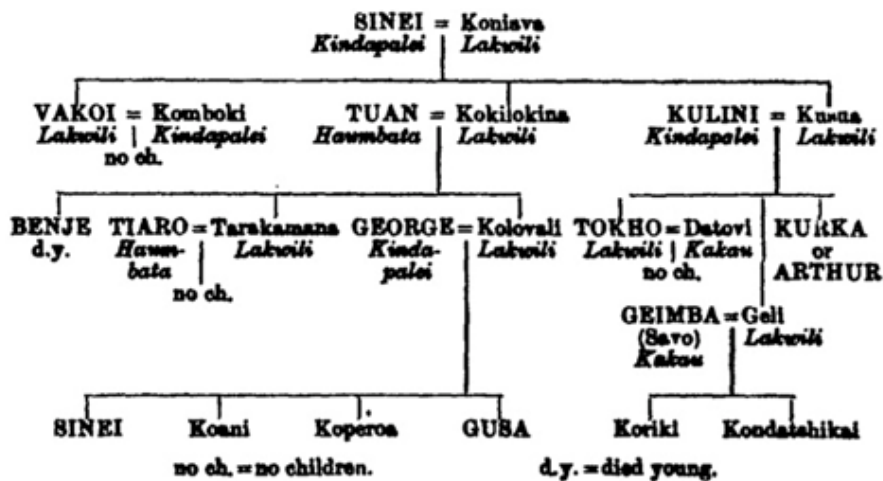 SINEI = Koniava
Kindapalei Lakwili
VAKOI = Komboki TUAN = Kokilokina KULINI = Kusua
Lakwili Kindapalei Haumbata Lakwili Kindapalei Lakwili
no ch.
BENJE TIARO = Tarakamana GEORGE = Kolovali TOKHO = Datovi KURKA
d.y. Haum- Lakwili Kinda- Lakwili Lakwili Kakau or
bata palei no ch. ARTHUR
no ch.
GEIMBA = Geli
(Savo) Lakwili
Kakau
SINEI Koani Koperoa GUSA Koriki Kondatshikai
no ch. = no children. d.y. = died young.